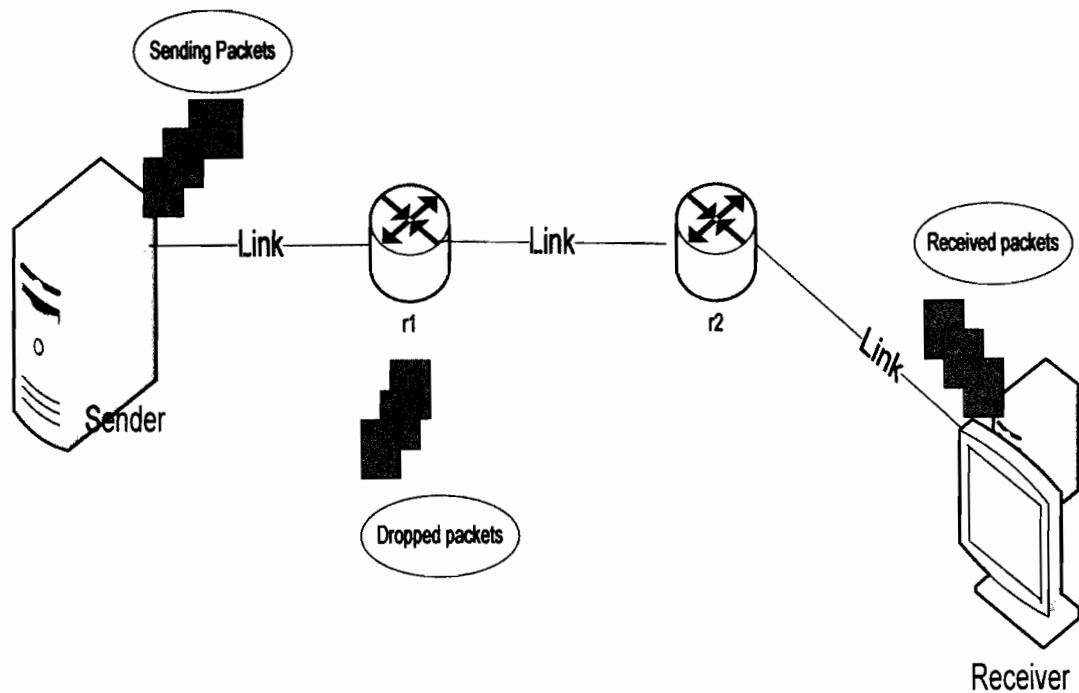 Sending Packets
Link
Link
Received packets
r1
r2
Link
Sender
Dropped packets
Receiver